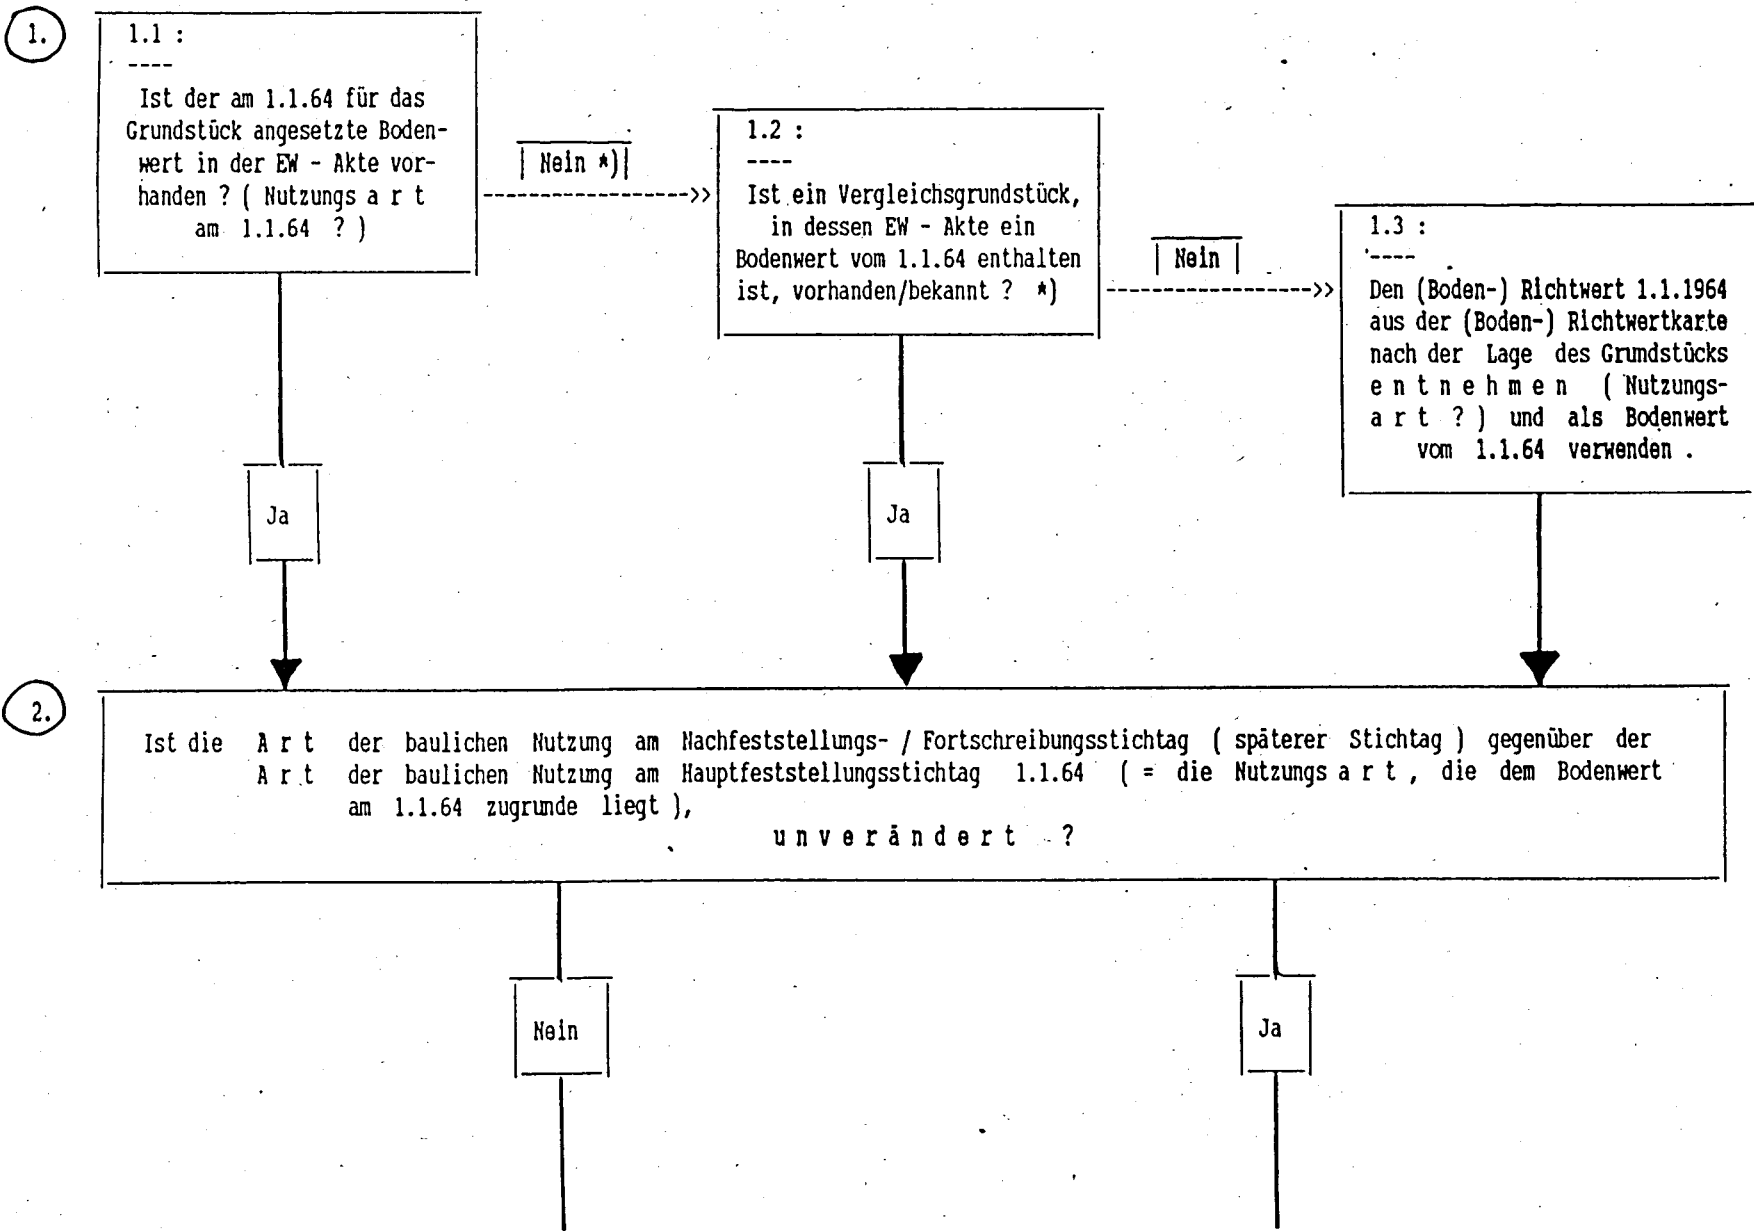 1.
1.1 :
----
Ist der am 1.1.64 für das
Grundstück angesetzte Boden-
wert in der EW - Akte vor-
handen ? ( Nutzungs a r t
am 1.1.64 ? )
Nein *)
1.2 :
----
Ist ein Vergleichsgrundstück,
in dessen EW - Akte ein
Bodenwert vom 1.1.64 enthalten
ist, vorhanden/bekannt ? *)
Nein
1.3 :
----
Den (Boden-) Richtwert 1.1.1964
aus der (Boden-) Richtwertkarte
nach der Lage des Grundstücks
e n t n e h m e n ( Nutzungs-
a r t ? ) und als Bodenwert
vom 1.1.64 verwenden .
Ja
Ja
2.
Ist die A r t der baulichen Nutzung am Nachfeststellungs- / Fortschreibungsstichtag ( späterer Stichtag ) gegenüber der
A r t der baulichen Nutzung am Hauptfeststellungsstichtag 1.1.64 ( = die Nutzungs a r t , die dem Bodenwert
am 1.1.64 zugrunde liegt ),
u n v e r ä n d e r t ?
Nein
Ja